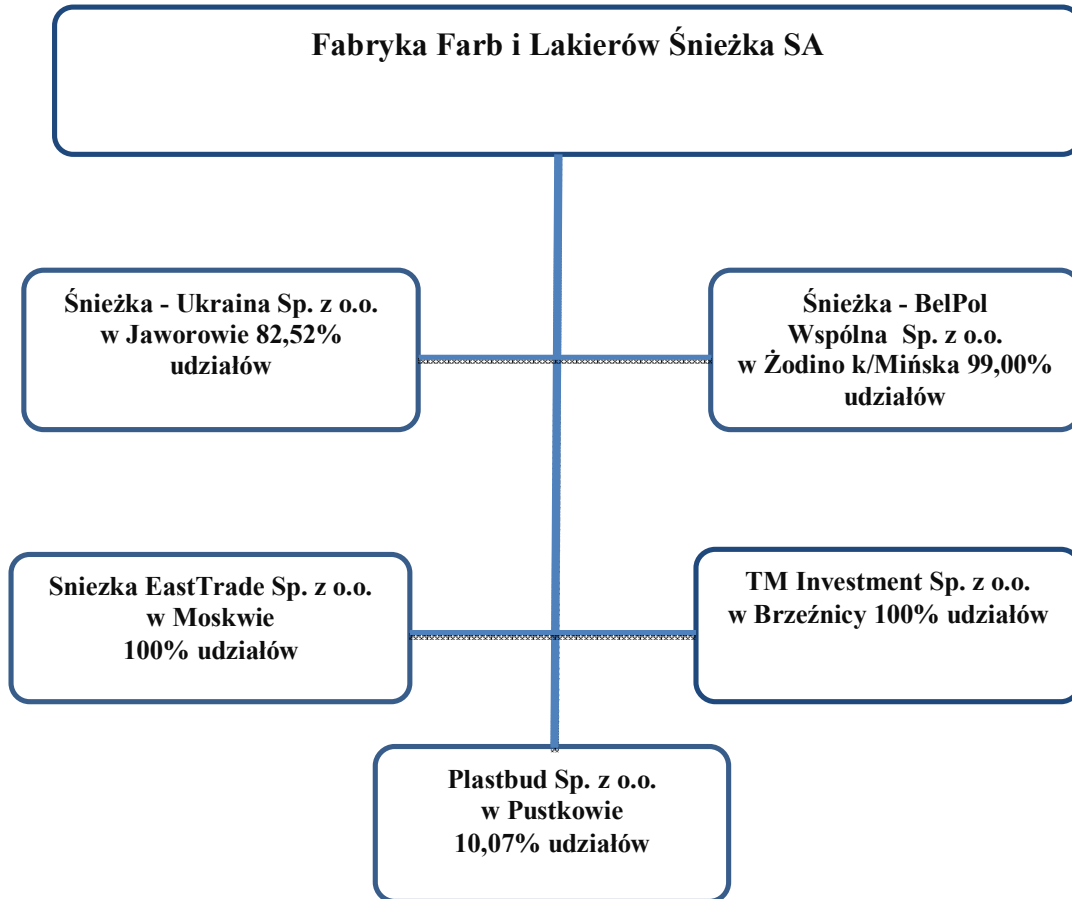 Fabryka Farb i Lakierów Śnieżka SA
Śnieżka - Ukraina Sp. z o.o.
w Jaworowie 82,52%
udziałów
Śnieżka - BelPol
Wspólna Sp. z o.o.
w Żodino k/Mińska 99,00%
udziałów
Sniezka EastTrade Sp. z o.o.
w Moskwie
100% udziałów
TM Investment Sp. z o.o.
w Brzeźnicy 100% udziałów
Plastbud Sp. z o.o.
w Pustkowie
10,07% udziałów